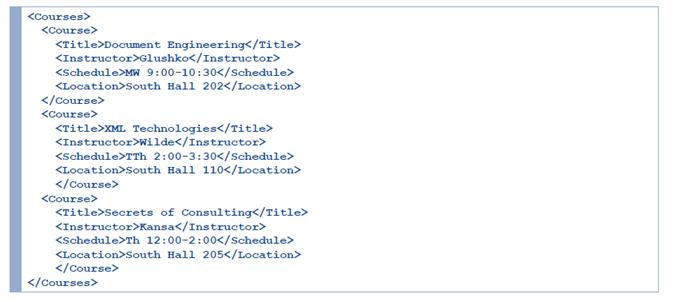 <Courses>
<Course>
<Title>Document Engineering</Title>
<Instructor>Glushko</Instructor>
<Schedule>MW 9:00-10:30</Schedule>
<Location>South Hall 202</Location>
</Course>
<Course>
<Title>XML Technologies</Title>
<Instructor>Wilde</Instructor>
<Schedule>TTh 2:00-3:30</Schedule>
<Location>South Hall 110</Location>
</Course>
<Course>
<Title>Secrets of Consulting</Title>
<Instructor>Kansa</Instructor>
<Schedule>Th 12:00-2:00</Schedule>
<Location>South Hall 205</Location>
</Course>
</Courses>